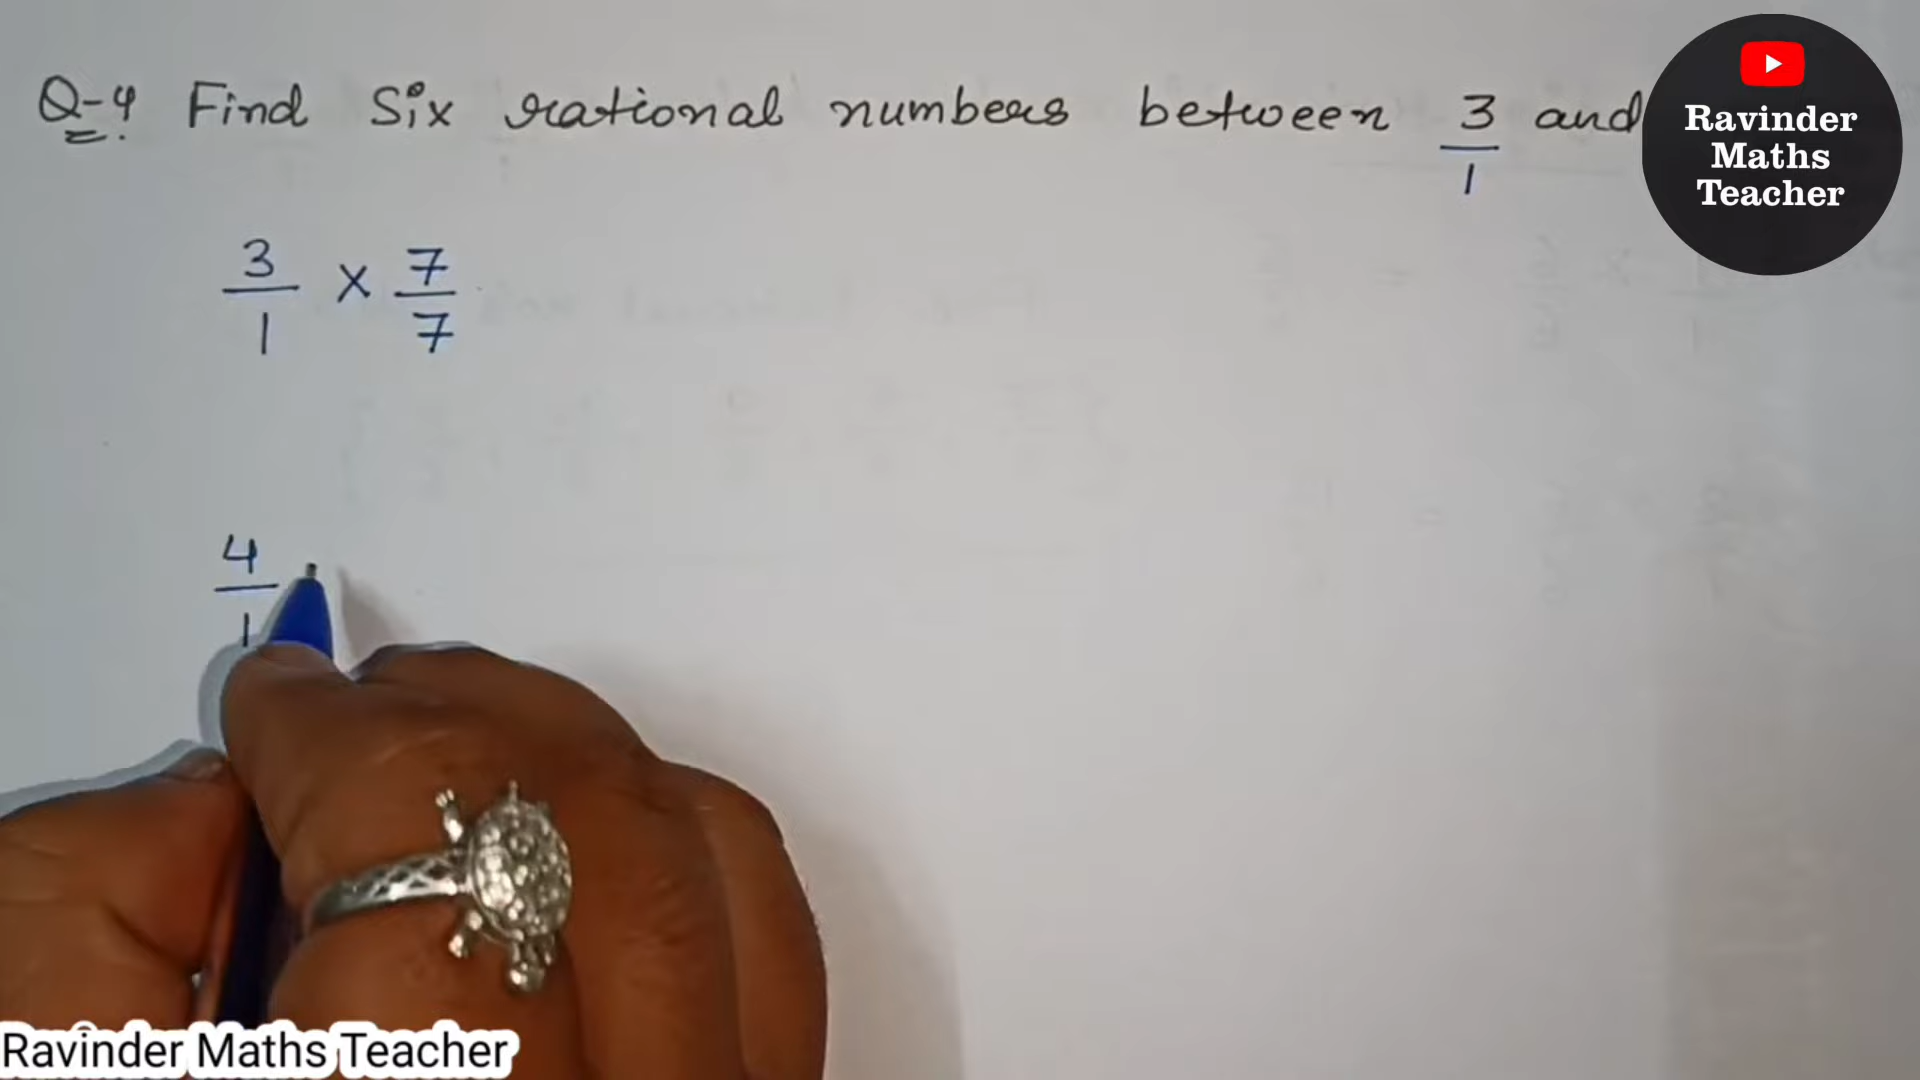 Q-4 Find Six rational numbers between 3/1 and
Ravinder
Maths
Teacher
3/1 × 7/7
4/1
Ravinder Maths Teacher